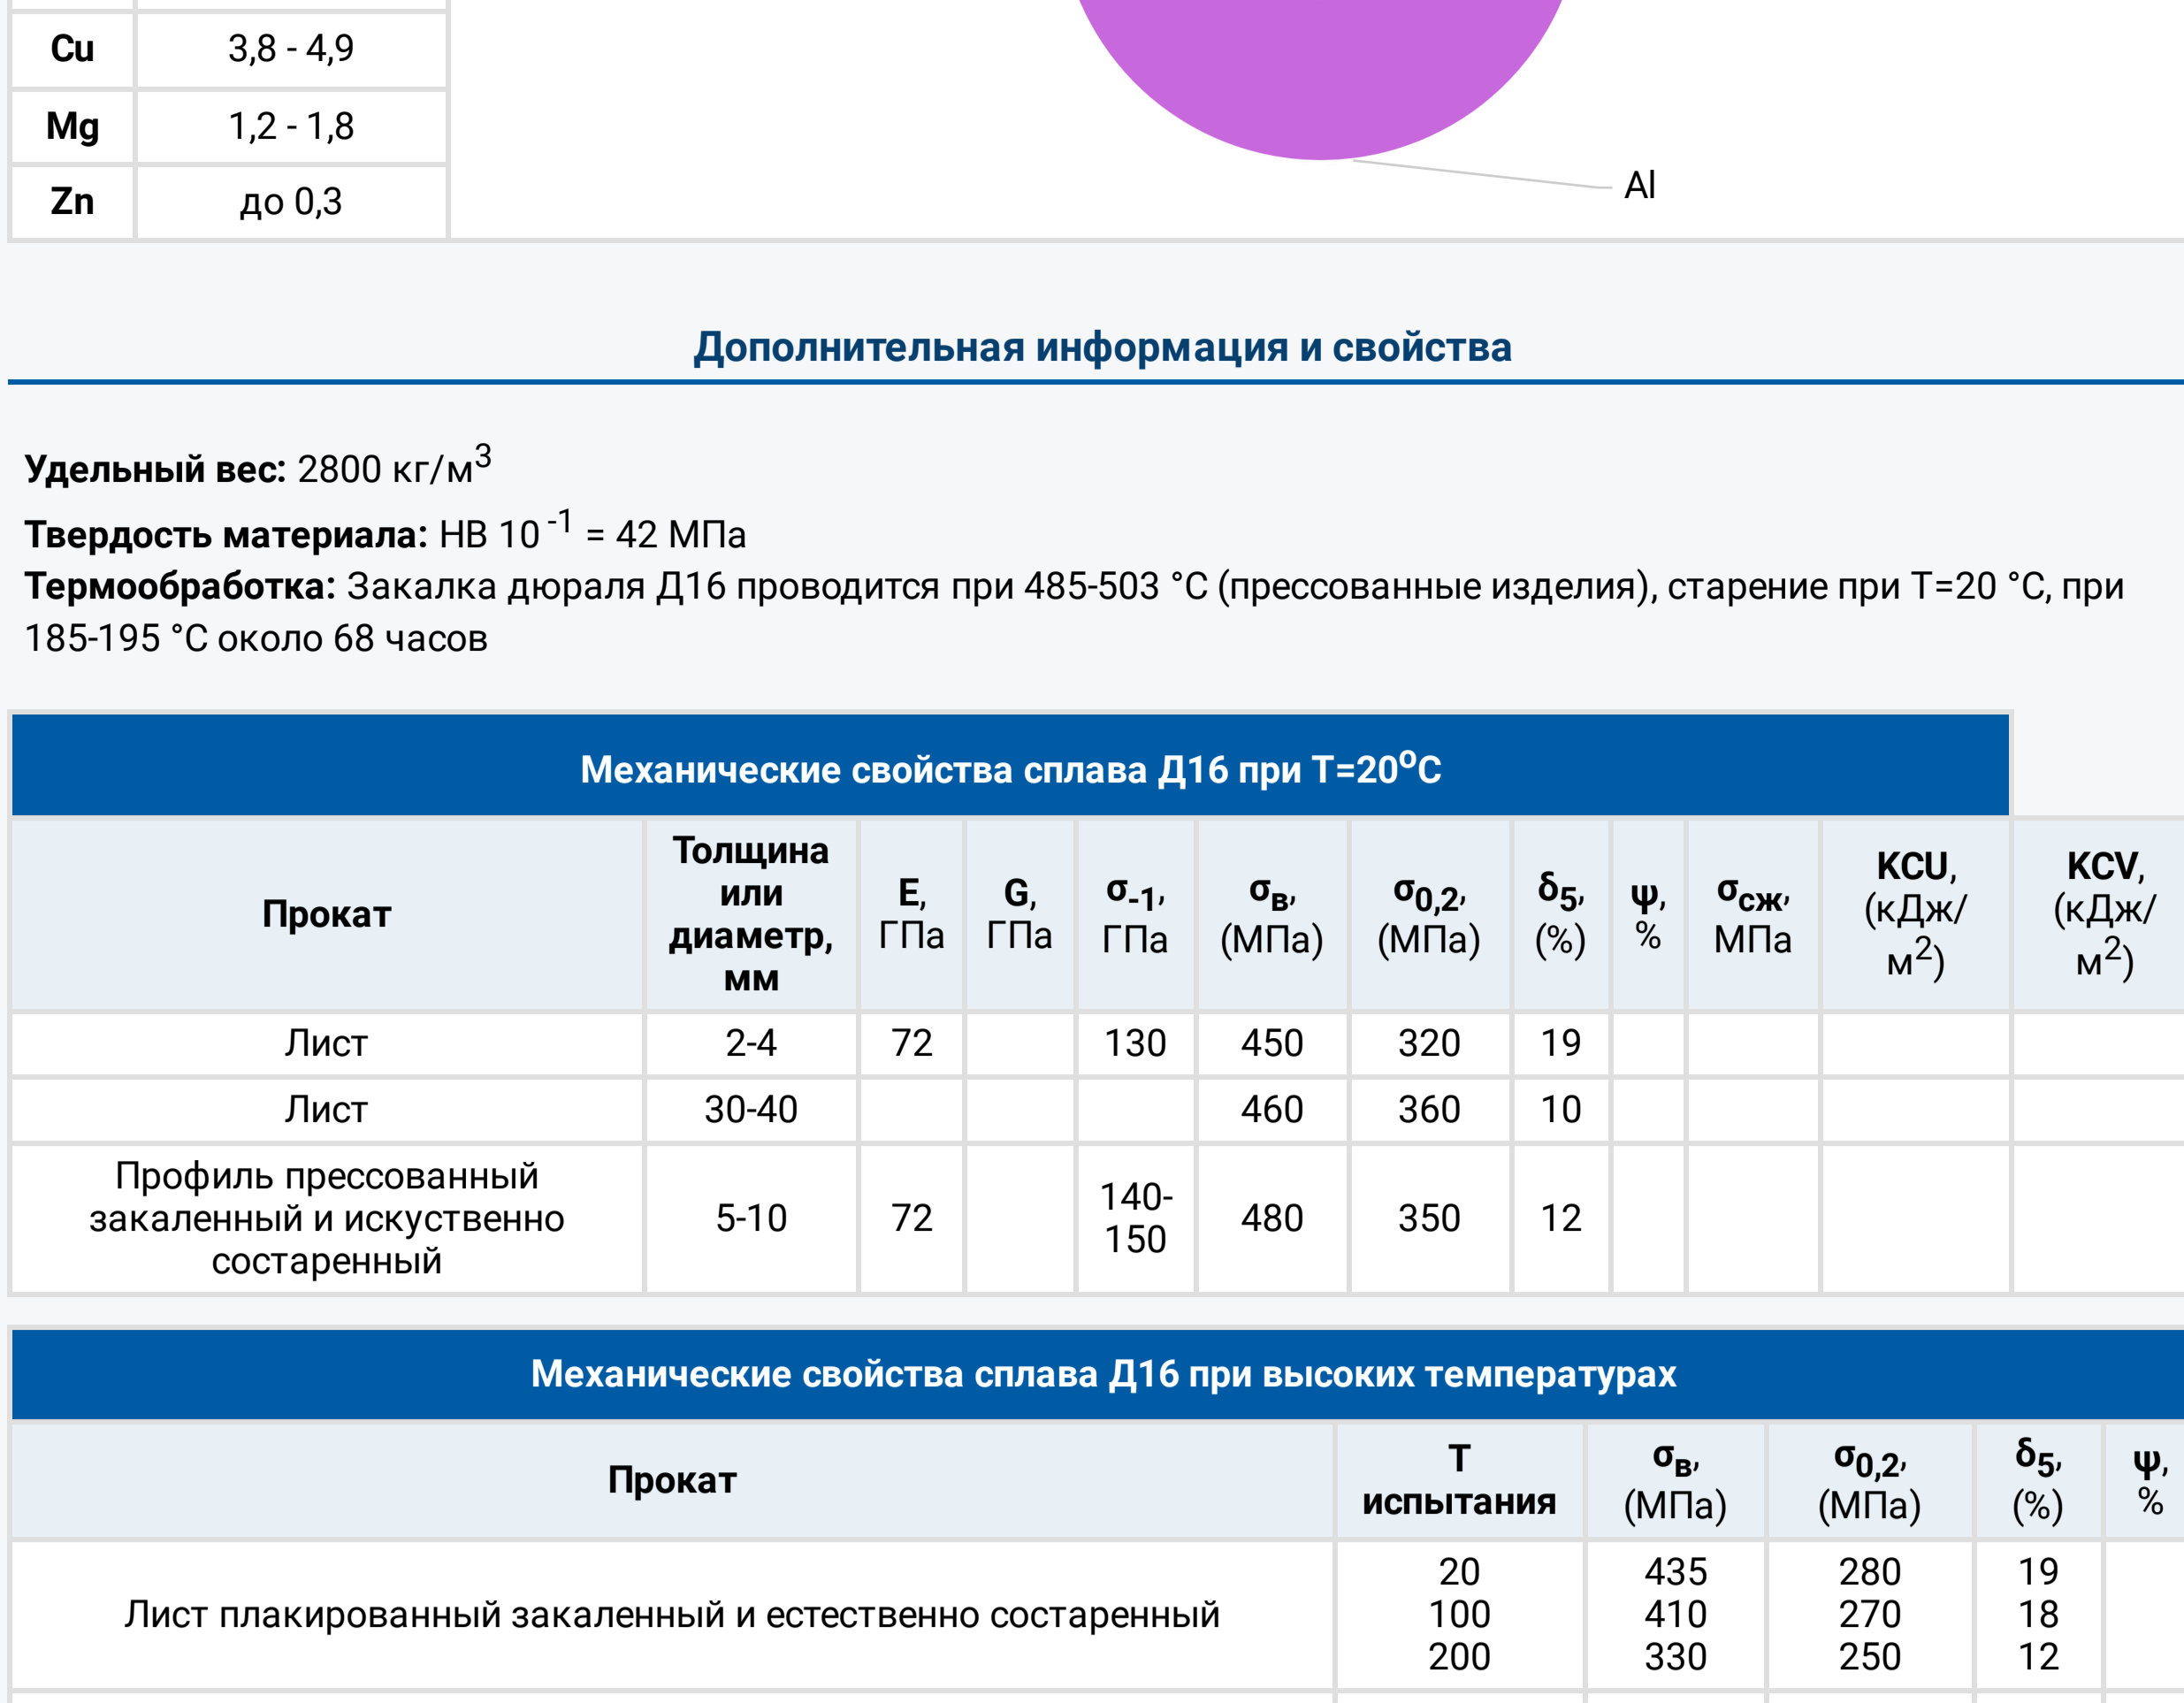 Cu 3,8 - 4,9
Mg 1,2 - 1,8
Zn до 0,3
Al
Дополнительная информация и свойства
Удельный вес: 2800 кг/м3
Твердость материала: HB 10 -1 = 42 МПа
Термообработка: Закалка дюраля Д16 проводится при 485-503 °C (прессованные изделия), старение при Т=20 °C, при
185-195 °C около 68 часов
Механические свойства сплава Д16 при Т=20oС
Прокат
Толщина
или
диаметр,
мм
E,
ГПа
G,
ГПа
σ-1,
ГПа
σв,
(МПа)
σ0,2,
(МПа)
δ5,
(%)
ψ,
%
σсж,
МПа
KCU,
(кДж/
м2)
KCV,
(кДж/
м2)
Лист 2-4 72 130 450 320 19
Лист 30-40 460 360 10
Профиль прессованный
закаленный и искуственно
состаренный
5-10 72
140-
150
480 350 12
Механические свойства сплава Д16 при высоких температурах
Прокат
Т
испытания
σв,
(МПа)
σ0,2,
(МПа)
δ5,
(%)
ψ,
%
Лист плакированный закаленный и естественно состаренный
20 435 280 19
100 410 270 18
200 330 250 12